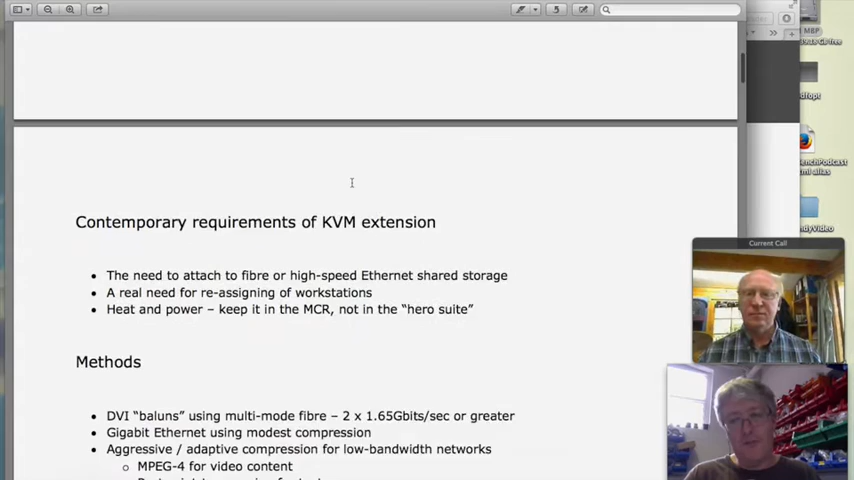 MBP
Contemporary requirements of KVM extension
The need to attach to fibre or high-speed Ethernet shared storage
A real need for re-assigning of workstations
Heat and power – keep it in the MCR, not in the “hero suite”
Methods
DVI “baluns” using multi-mode fibre – 2 x 1.65Gbits/sec or greater
Gigabit Ethernet using modest compression
Aggressive / adaptive compression for low-bandwidth networks
MPEG-4 for video content
Current Call